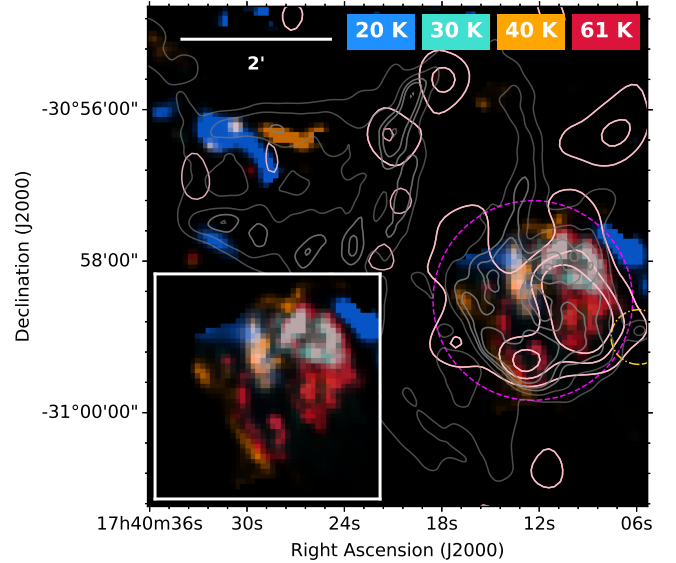 20 K 30 K 40 K 61 K
2'
-30°56'00"
58'00"
-31°00'00"
Declination (J2000)
17h40m36s 30s 24s 18s 12s 06s
Right Ascension (J2000)